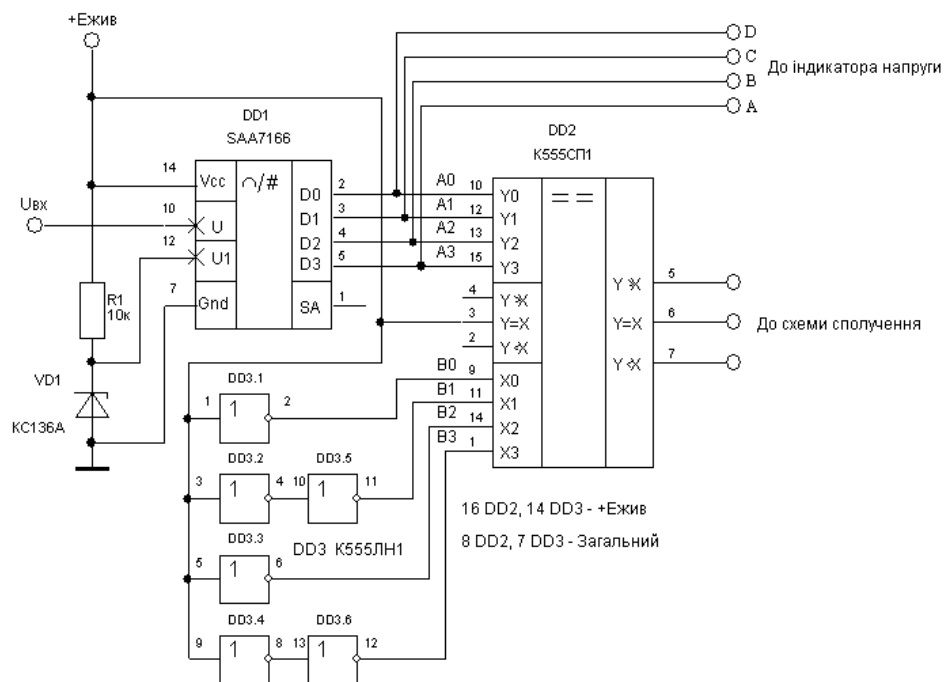 +Eжив
D
C
До індикатора напруги
B
A
DD1
SAA7166
DD2
К555СП1
14
Vcc
∩/#
D0
2
A0
10
Y0
==
Uвх
10
U
D1
3
A1
12
Y1
12
U1
D2
4
A2
13
Y2
D3
5
A3
15
Y3
7
Gnd
SA
1
4
Y>X
Y>X
5
3
Y=X
Y=X
6
До схеми сполучення
2
Y<X
Y<X
7
R1
10к
VD1
КС136А
B0
9
X0
B1
11
X1
B2
14
X2
B3
1
X3
DD3.1
1
1
2
DD3.2
DD3.5
3
1
4
10
1
11
16 DD2, 14 DD3 - +Eжив
8 DD2, 7 DD3 - Загальний
DD3.3
DD3 К555ЛН1
5
1
6
DD3.4
DD3.6
9
1
8
13
1
12